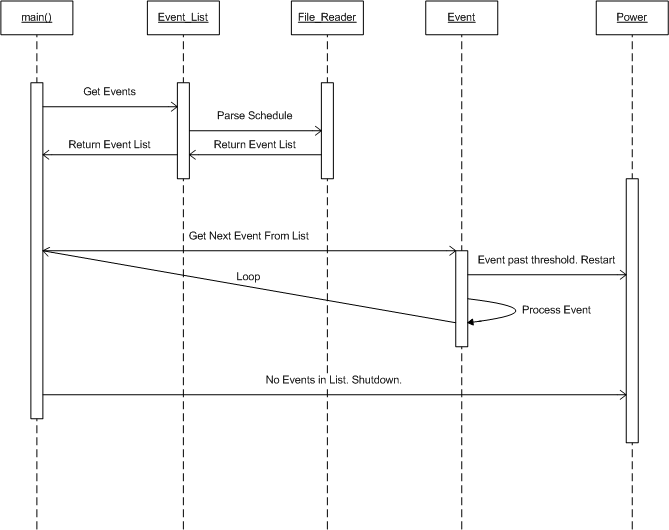 main()
Event_List
File_Reader
Event
Power
Get Events
Parse Schedule
Return Event List
Return Event List
Get Next Event From List
Event past threshold. Restart
Loop
Process Event
No Events in List. Shutdown.